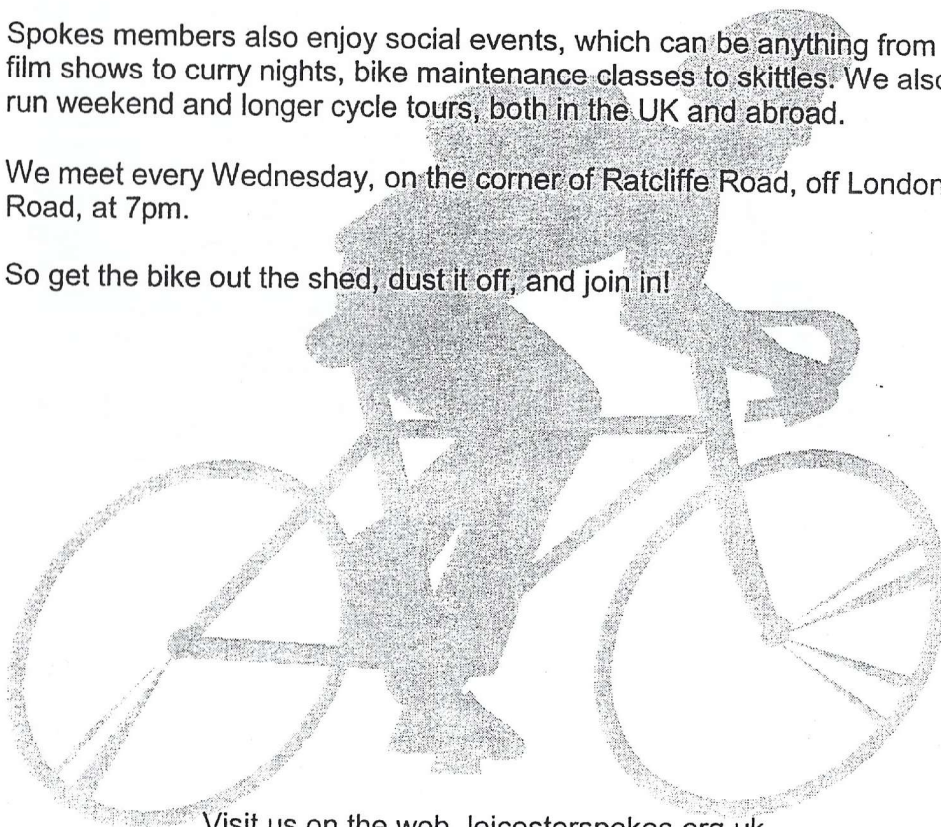 Spokes members also enjoy social events, which can be anything from
film shows to curry nights, bike maintenance classes to skittles. We also
run weekend and longer cycle tours, both in the UK and abroad.
We meet every Wednesday, on the corner of Ratcliffe Road, off London
Road, at 7pm.
So get the bike out the shed, dust it off, and join in!
Visit us on the web leicesterspokes.org.uk